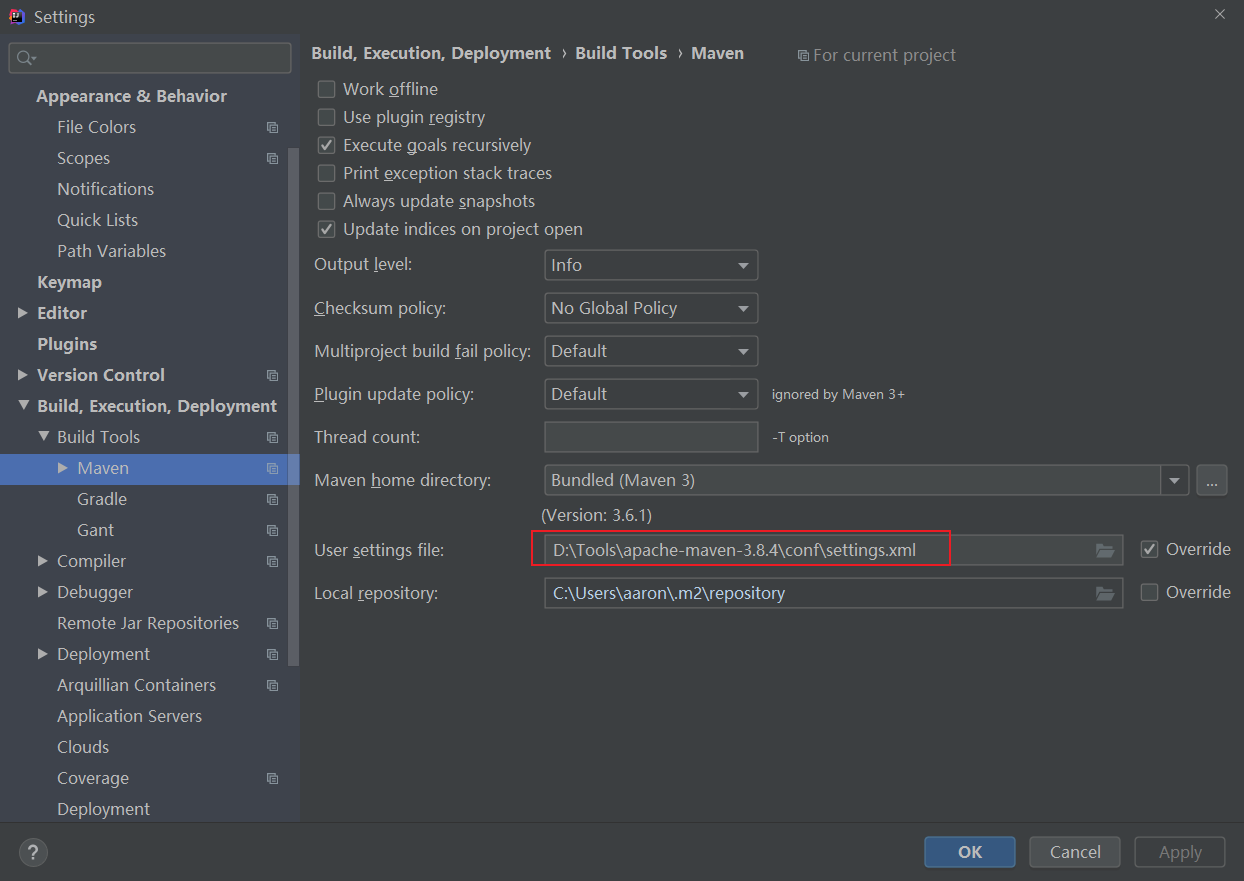 Settings
Appearance & Behavior
File Colors
Scopes
Notifications
Quick Lists
Path Variables
Keymap
Editor
Plugins
Version Control
Build, Execution, Deployment
Build Tools
Maven
Gradle
Gant
Compiler
Debugger
Remote Jar Repositories
Deployment
Arquillian Containers
Application Servers
Clouds
Coverage
Deployment
Build, Execution, Deployment › Build Tools › Maven For current project
Work offline
Use plugin registry
Execute goals recursively
Print exception stack traces
Always update snapshots
Update indices on project open
Output level: Info
Checksum policy: No Global Policy
Multiproject build fail policy: Default
Plugin update policy: Default ignored by Maven 3+
Thread count: -T option
Maven home directory: Bundled (Maven 3) ...
(Version: 3.6.1)
User settings file: D:\Tools\apache-maven-3.8.4\conf\settings.xml Override
Local repository: C:\Users\aaron\.m2\repository Override
? OK Cancel Apply